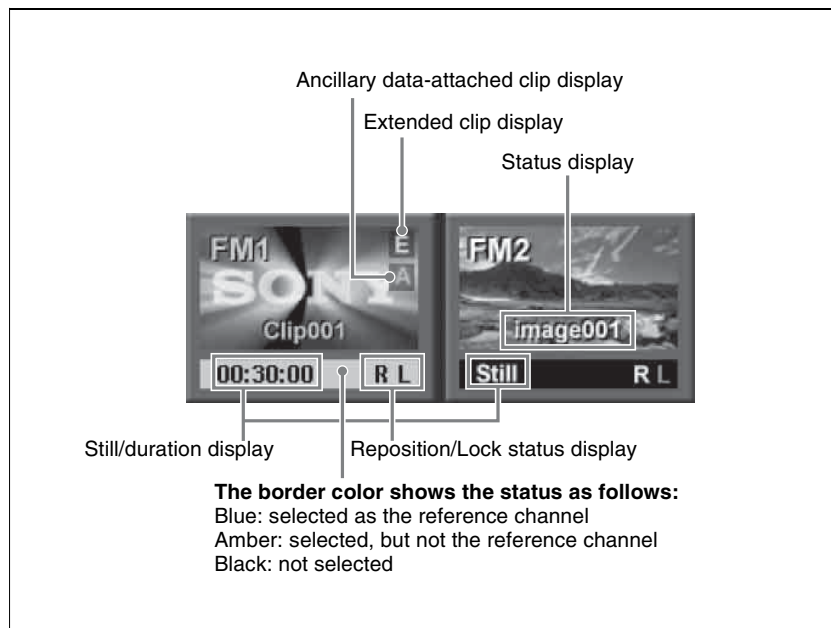 Ancillary data-attached clip display
Extended clip display
Status display
FM1
E
SONY
A
Clip001
00:30:00
R L
FM2
image001
Still
R L
Still/duration display
Reposition/Lock status display
The border color shows the status as follows:
Blue: selected as the reference channel
Amber: selected, but not the reference channel
Black: not selected